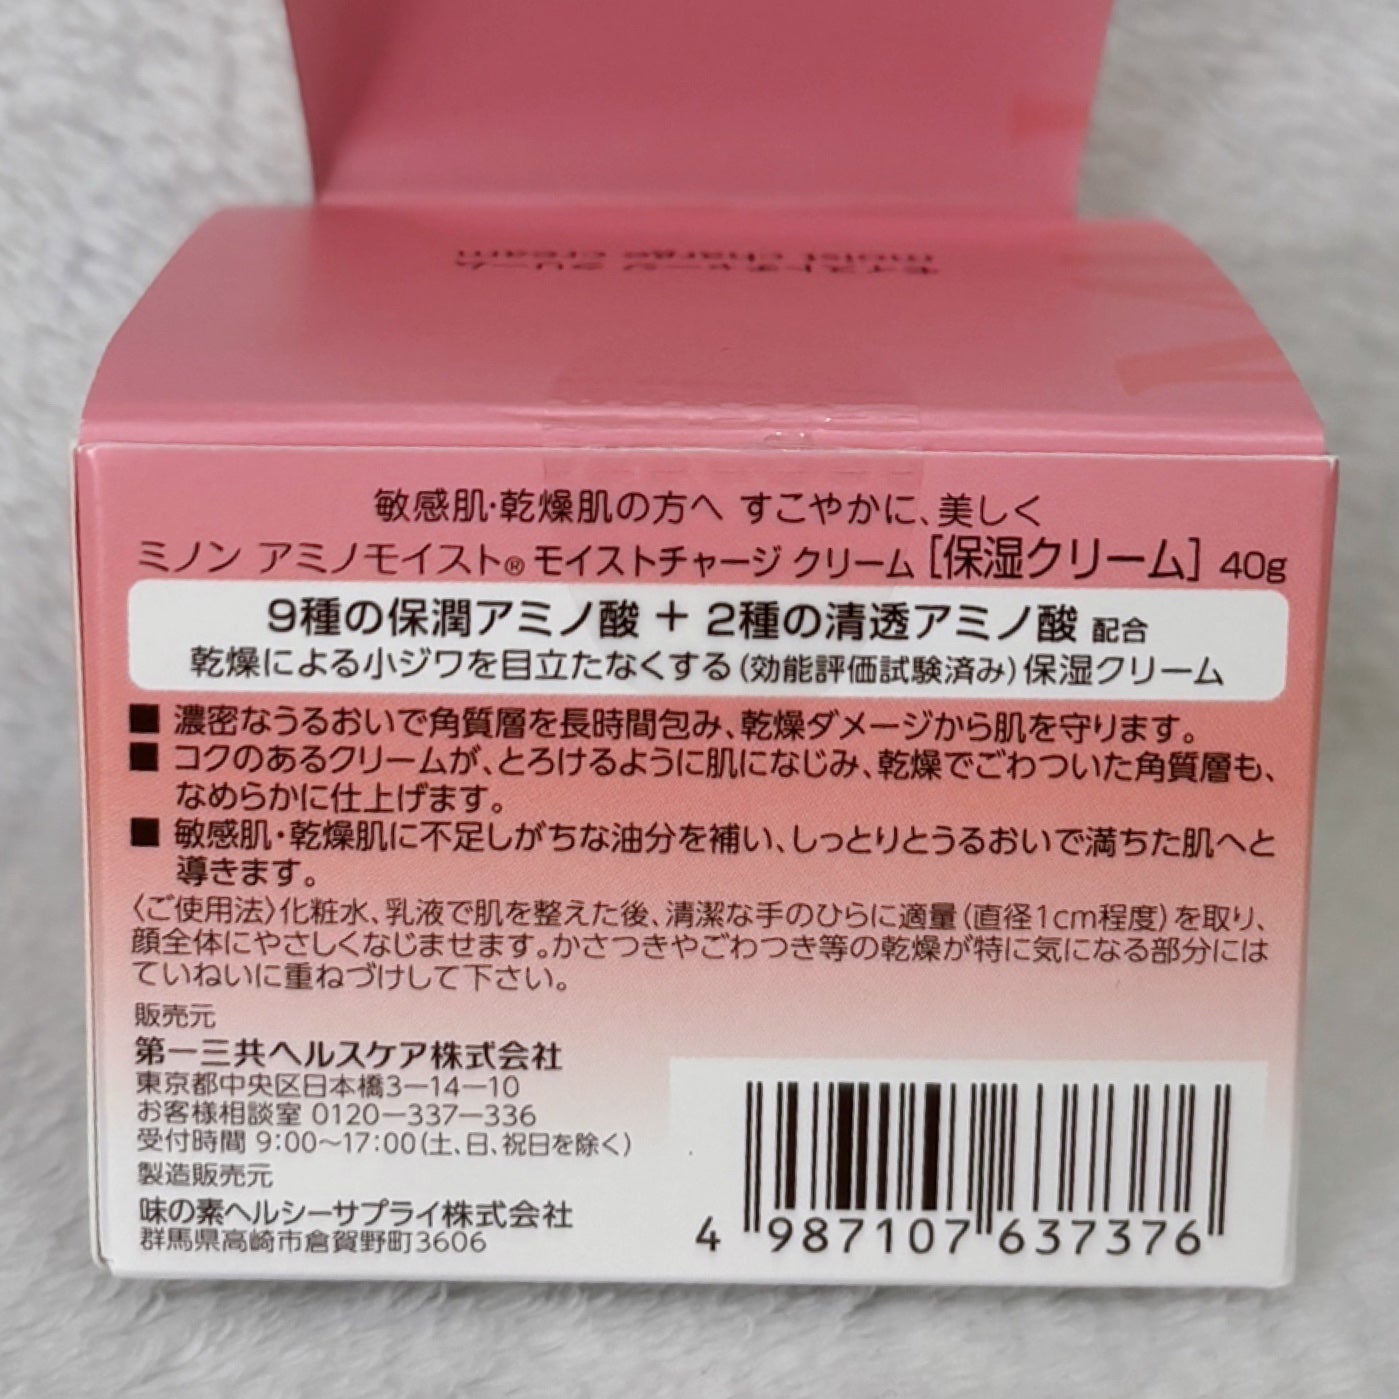 モイストチャージ クリーム
moist charge cream
敏感肌・乾燥肌の方へ すこやかに、美しく
ミノン アミノモイスト® モイストチャージ クリーム [保湿クリーム] 40g
9種の保潤アミノ酸 + 2種の清透アミノ酸 配合
乾燥による小ジワを目立たなくする(効能評価試験済み)保湿クリーム
■ 濃密なうるおいで角質層を長時間包み、乾燥ダメージから肌を守ります。
■ コクのあるクリームが、とろけるように肌になじみ、乾燥でごわついた角質層も、
なめらかに仕上げます。
■ 敏感肌・乾燥肌に不足しがちな油分を補い、しっとりとうるおいで満ちた肌へと
導きます。
〈ご使用法〉化粧水、乳液で肌を整えた後、清潔な手のひらに適量(直径1cm程度)を取り、
顔全体にやさしくなじませます。かさつきやごわつき等の乾燥が特に気になる部分には
ていねいに重ねづけして下さい。
販売元
第一三共ヘルスケア株式会社
東京都中央区日本橋3-14-10
お客様相談室 0120-337-336
受付時間 9:00〜17:00(土、日、祝日を除く)
製造販売元
味の素ヘルシーサプライ株式会社
群馬県高崎市倉賀野町3606
4 987107 637376